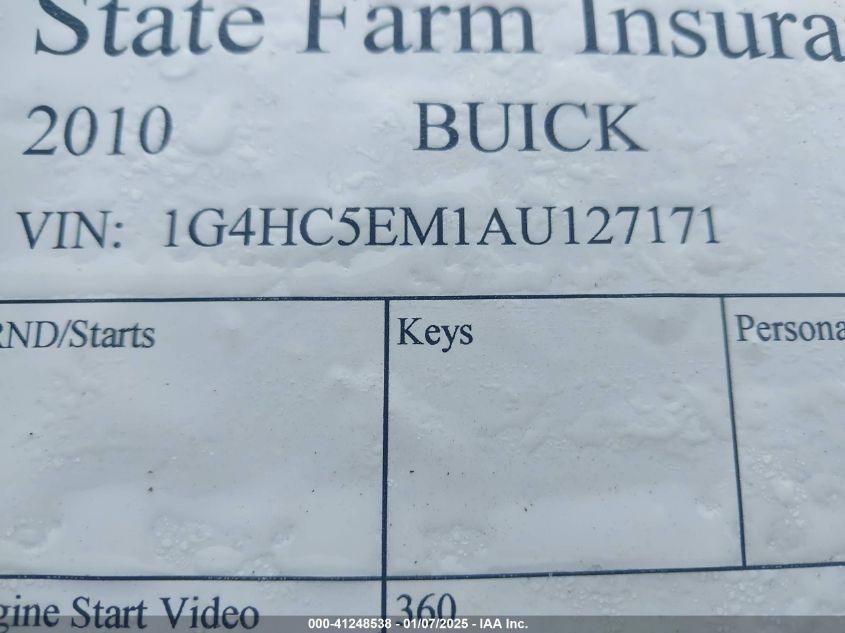 State Farm Insura
2010 BUICK
VIN: 1G4HC5EM1AU127171
RND/Starts Keys Persona
gine Start Video 360
000-41248538 - 01/07/2025 - IAA Inc.